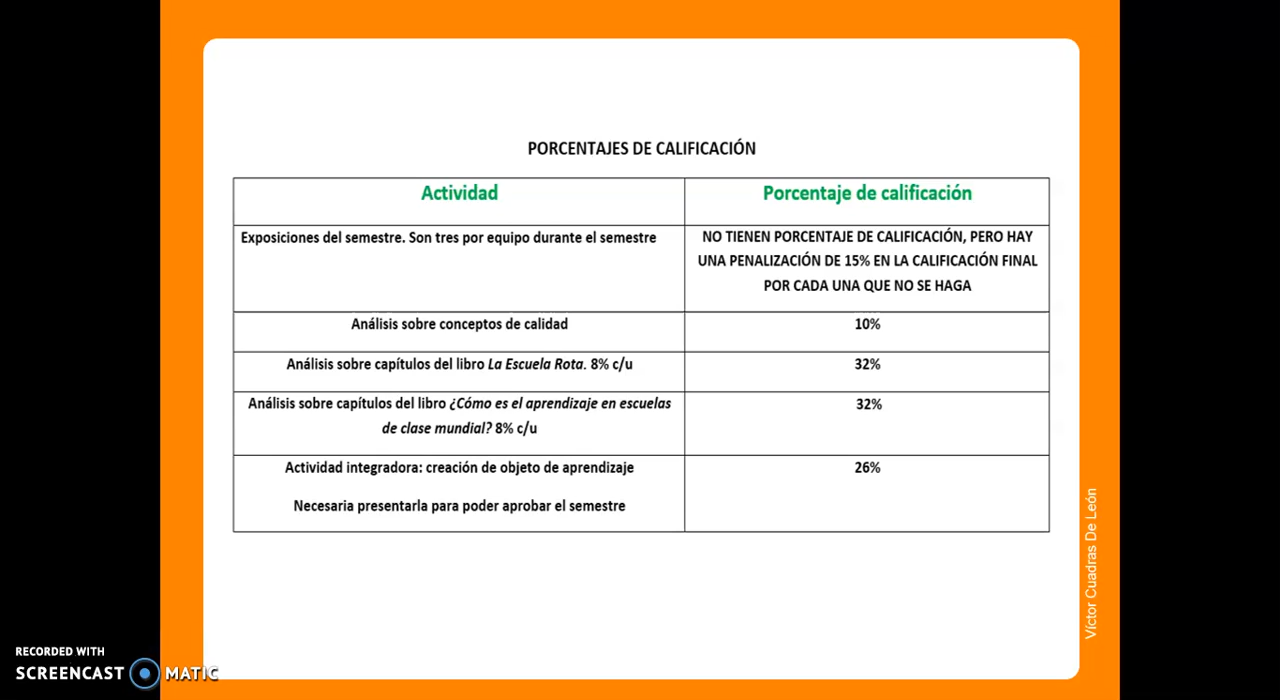 PORCENTAJES DE CALIFICACIÓN
Actividad
Porcentaje de calificación
Exposiciones del semestre. Son tres por equipo durante el semestre
NO TIENEN PORCENTAJE DE CALIFICACIÓN, PERO HAY
UNA PENALIZACIÓN DE 15% EN LA CALIFICACIÓN FINAL
POR CADA UNA QUE NO SE HAGA
Análisis sobre conceptos de calidad
10%
Análisis sobre capítulos del libro La Escuela Rota. 8% c/u
32%
Análisis sobre capítulos del libro ¿Cómo es el aprendizaje en escuelas
de clase mundial? 8% c/u
32%
Actividad integradora: creación de objeto de aprendizaje
Necesaria presentarla para poder aprobar el semestre
26%
Víctor Cuadras De León
RECORDED WITH
SCREENCAST MATIC